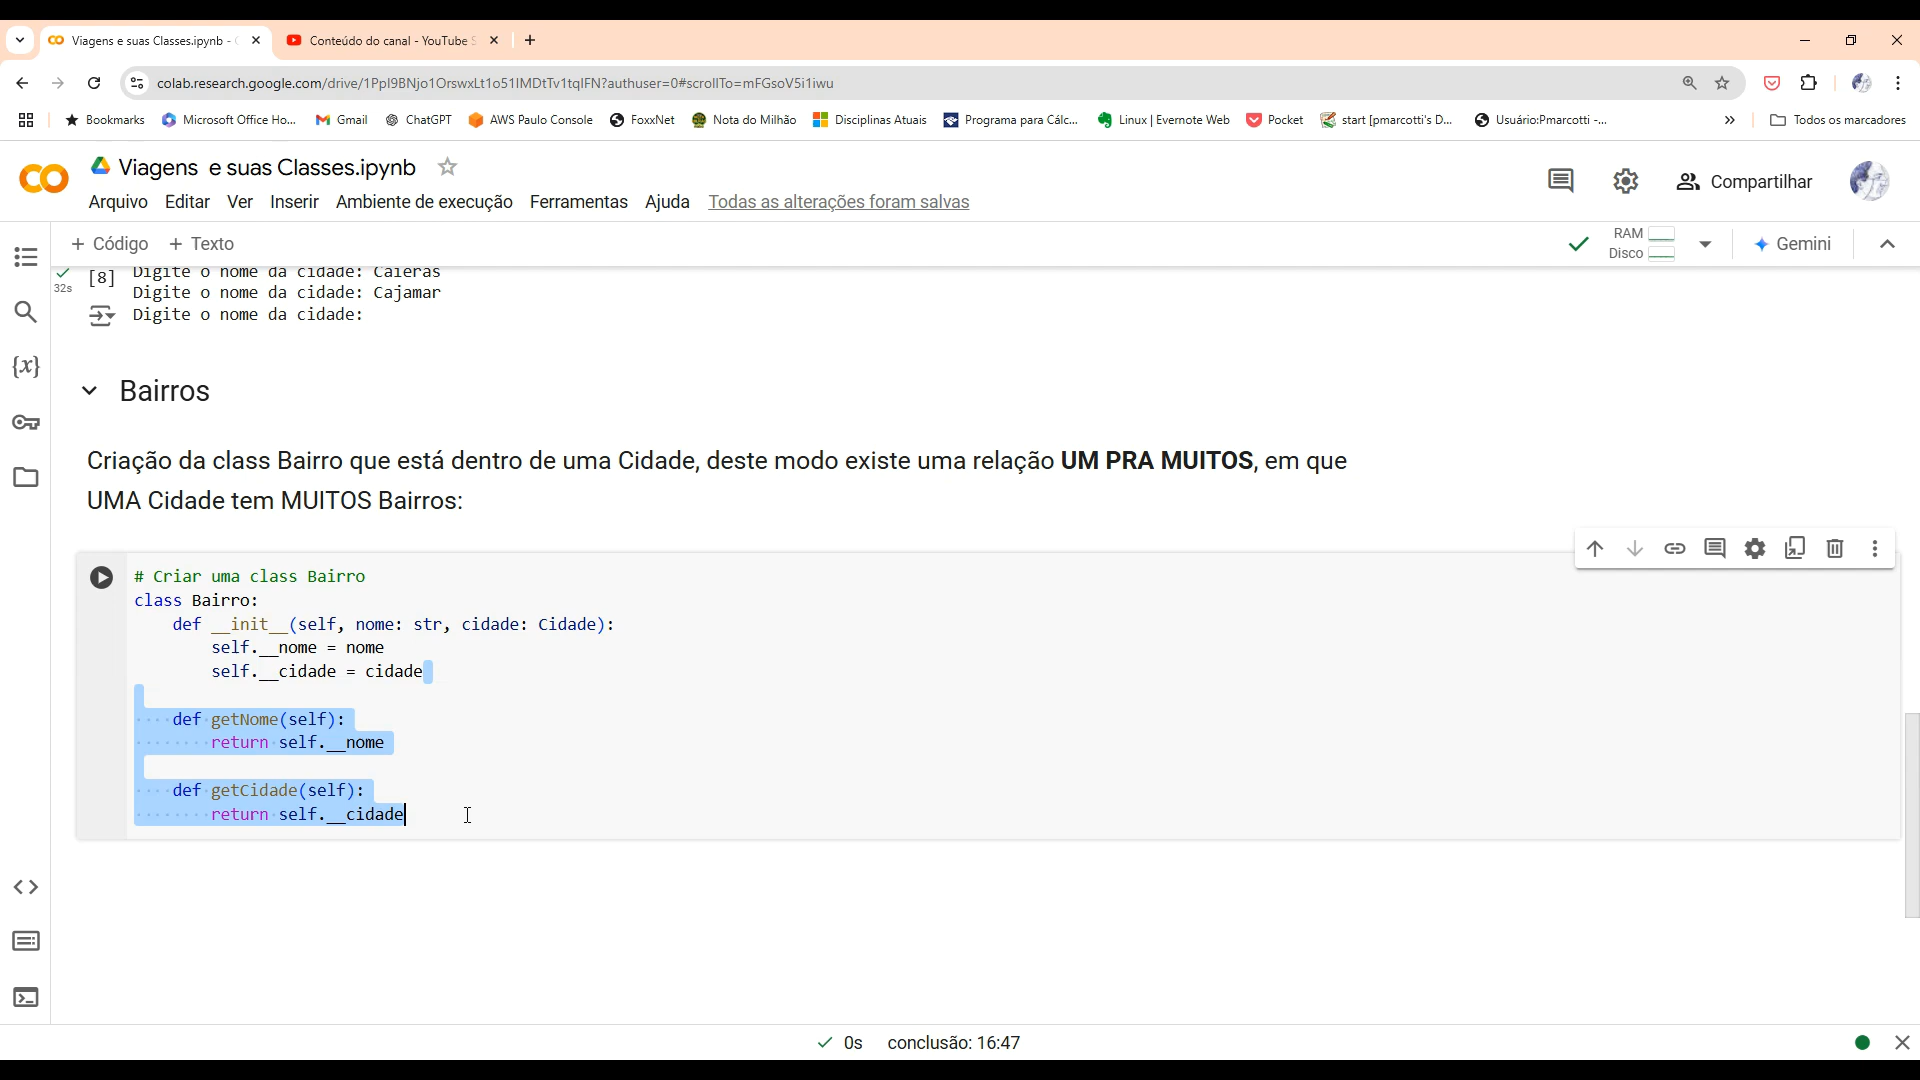 Viagens e suas Classes.ipynb -
Conteúdo do canal - YouTube S
colab.research.google.com/drive/1PpI9BNjo1OrswxLt1o51IMDtTv1tqIFN?authuser=0#scrollTo=mFGsoV5i1iwu
Bookmarks
Microsoft Office Ho...
Gmail
ChatGPT
AWS Paulo Console
FoxxNet
Nota do Milhão
Disciplinas Atuais
Programa para Cálc...
Linux | Evernote Web
Pocket
start [pmarcotti's D...
Usuário:Pmarcotti -...
Todos os marcadores
Viagens e suas Classes.ipynb
Arquivo Editar Ver Inserir Ambiente de execução Ferramentas Ajuda Todas as alterações foram salvas
Compartilhar
+ Código + Texto
RAM
Disco
Gemini
32s
[8]
Digite o nome da cidade: Caieras
Digite o nome da cidade: Cajamar
Digite o nome da cidade:
Bairros
Criação da class Bairro que está dentro de uma Cidade, deste modo existe uma relação UM PRA MUITOS, em que
UMA Cidade tem MUITOS Bairros:
# Criar uma class Bairro
class Bairro:
    def __init__(self, nome: str, cidade: Cidade):
        self.__nome = nome
        self.__cidade = cidade

    def getNome(self):
        return self.__nome

    def getCidade(self):
        return self.__cidade
0s conclusão: 16:47